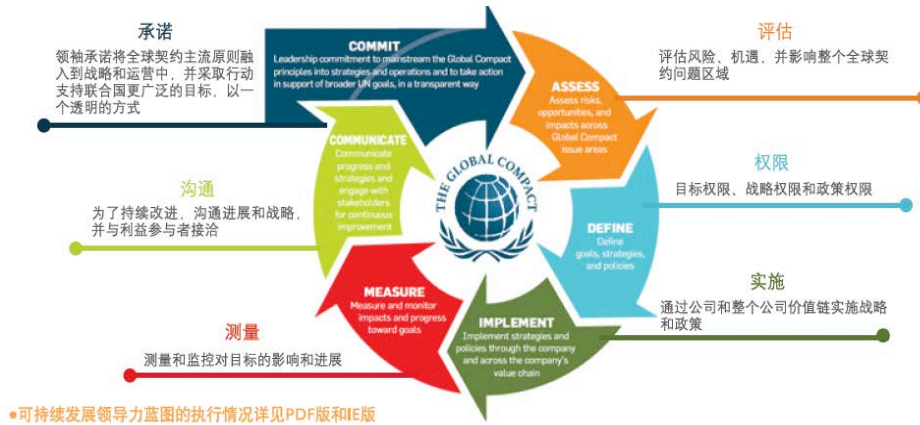 承诺
领袖承诺将全球契约主流原则融
入到战略和运营中，并采取行动
支持联合国更广泛的目标，以一
个透明的方式
COMMIT
Leadership commitment to mainstream the Global Compact
principles into strategies and operations and to take action
in support of broader UN goals, in a transparent way
评估
评估风险、机遇，并影响整个全球契
约问题区域
ASSESS
Assess risks,
opportunities, and
impacts across
Global Compact
issue areas
权限
目标权限、战略权限和政策权限
DEFINE
Define
goals, strategies,
and policies
实施
通过公司和整个公司价值链实施战略
和政策
IMPLEMENT
Implement strategies and
policies through the company
and across the company's
value chain
测量
测量和监控对目标的影响和进展
MEASURE
Measure and monitor
impacts and progress
toward goals
沟通
为了持续改进，沟通进展和战略，
并与利益参与者接洽
COMMUNICATE
Communicate
progress and
strategies and
engage with
stakeholders
for continuous
improvement
THE GLOBAL COMPACT
●可持续发展领导力蓝图的执行情况详见PDF版和IE版